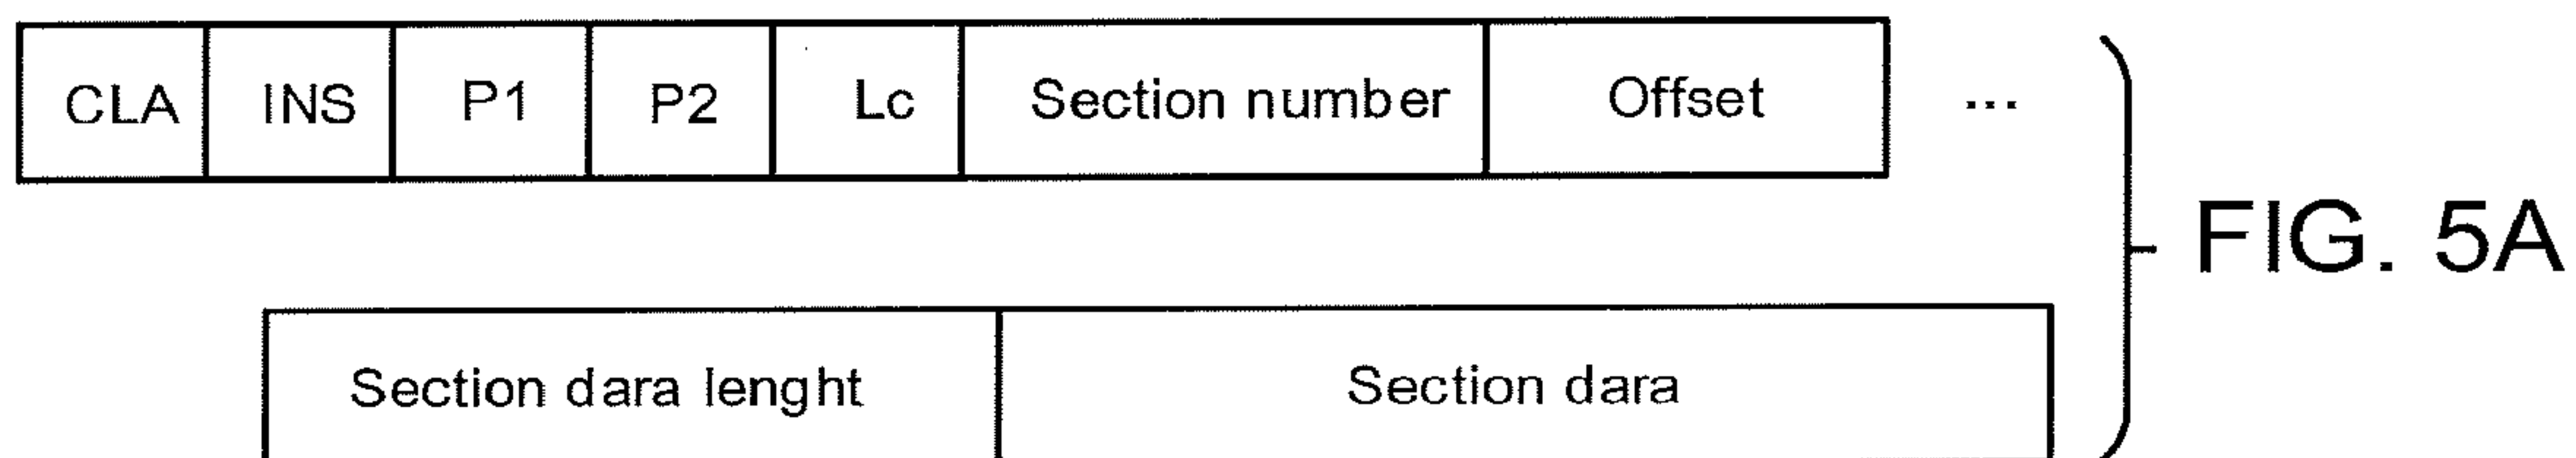 CLA INS P1 P2 Lc Section number Offset ...
FIG. 5A
Section dara lenght Section dara